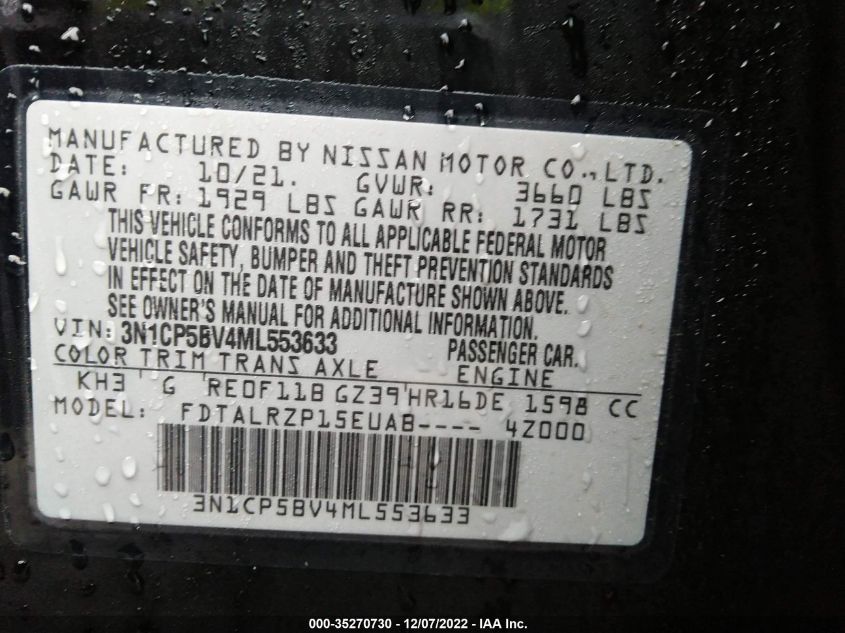 MANUFACTURED BY NISSAN MOTOR CO.,LTD.
DATE: 10/21. GVWR: 3660 LBS
GAWR FR: 1929 LBS GAWR RR: 1731 LBS
THIS VEHICLE CONFORMS TO ALL APPLICABLE FEDERAL MOTOR
VEHICLE SAFETY, BUMPER AND THEFT PREVENTION STANDARDS
IN EFFECT ON THE DATE OF MANUFACTURE SHOWN ABOVE.
SEE OWNER'S MANUAL FOR ADDITIONAL INFORMATION.
VIN: 3N1CP5BV4ML553633 PASSENGER CAR.
COLOR TRIM TRANS AXLE ENGINE
KH3 G RE0F11B GZ39 HR16DE 1598 CC
MODEL: FDTALRZP15EUAB---- 4Z000
3N1CP5BV4ML553633
000-35270730 - 12/07/2022 - IAA Inc.